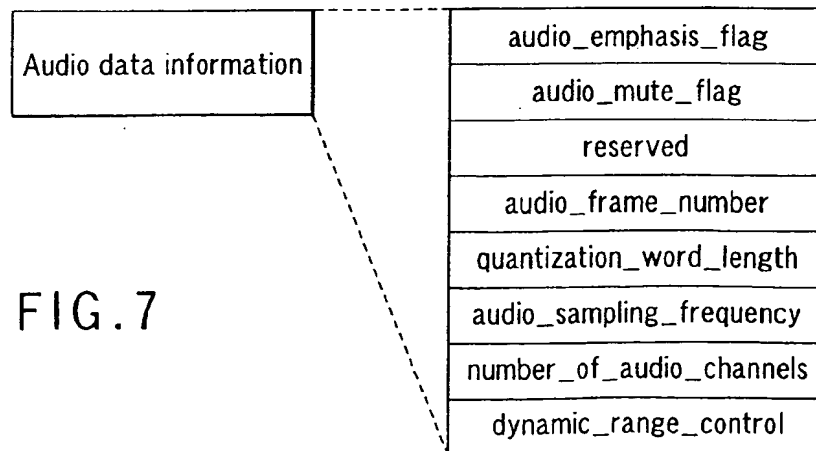 Audio data information
audio_emphasis_flag
audio_mute_flag
reserved
audio_frame_number
quantization_word_length
audio_sampling_frequency
number_of_audio_channels
dynamic_range_control
FIG.7